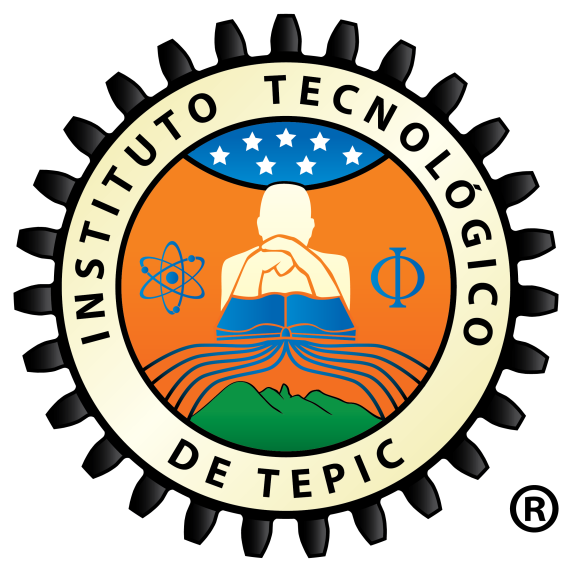 INSTITUTO TECNOLÓGICO
DE TEPIC
Φ
®